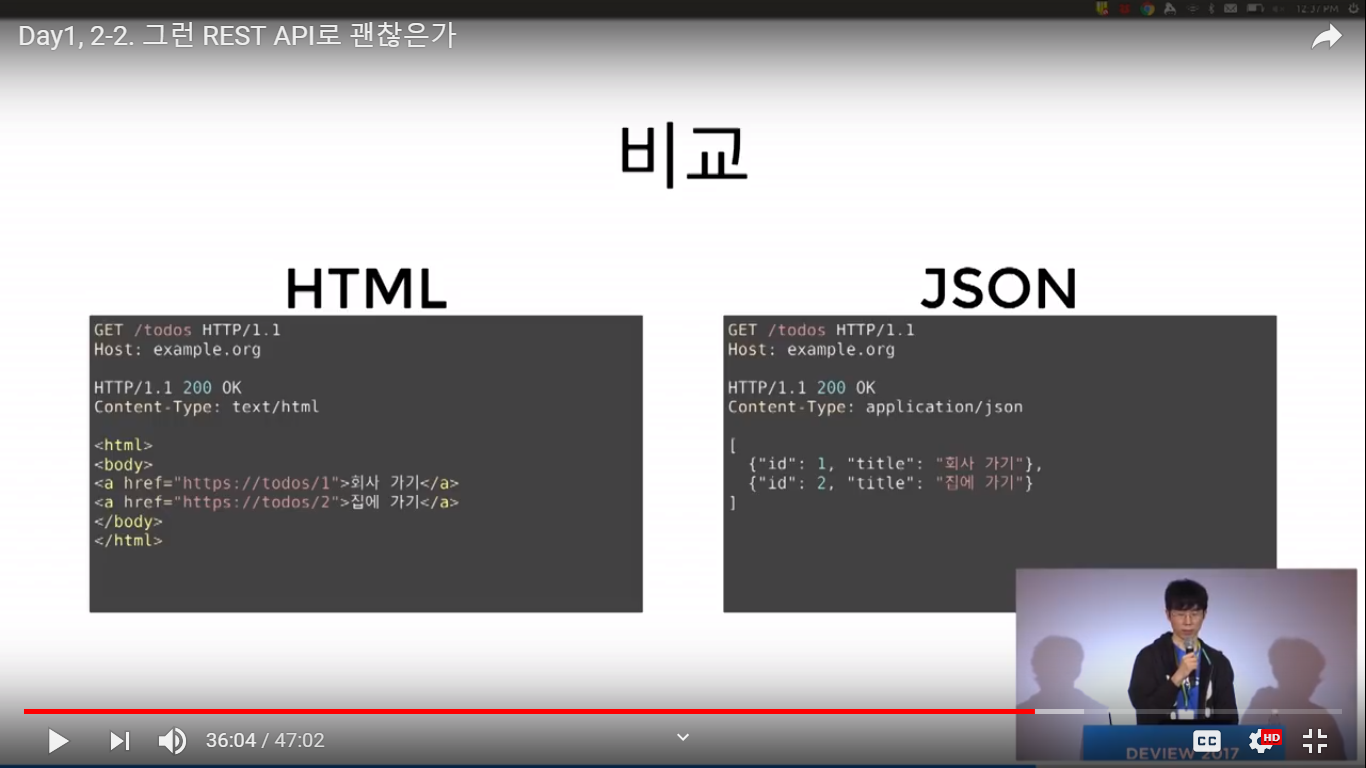 12:37 PM
Day1, 2-2. 그런 REST API로 괜찮은가
비교
HTML
GET /todos HTTP/1.1
Host: example.org
HTTP/1.1 200 OK
Content-Type: text/html
<html>
<body>
<a href="https://todos/1">회사 가기</a>
<a href="https://todos/2">집에 가기</a>
</body>
</html>
JSON
GET /todos HTTP/1.1
Host: example.org
HTTP/1.1 200 OK
Content-Type: application/json
[
{"id": 1, "title": "회사 가기"},
{"id": 2, "title": "집에 가기"}
]
DEVIEW 2017
36:04 / 47:02
CC
HD